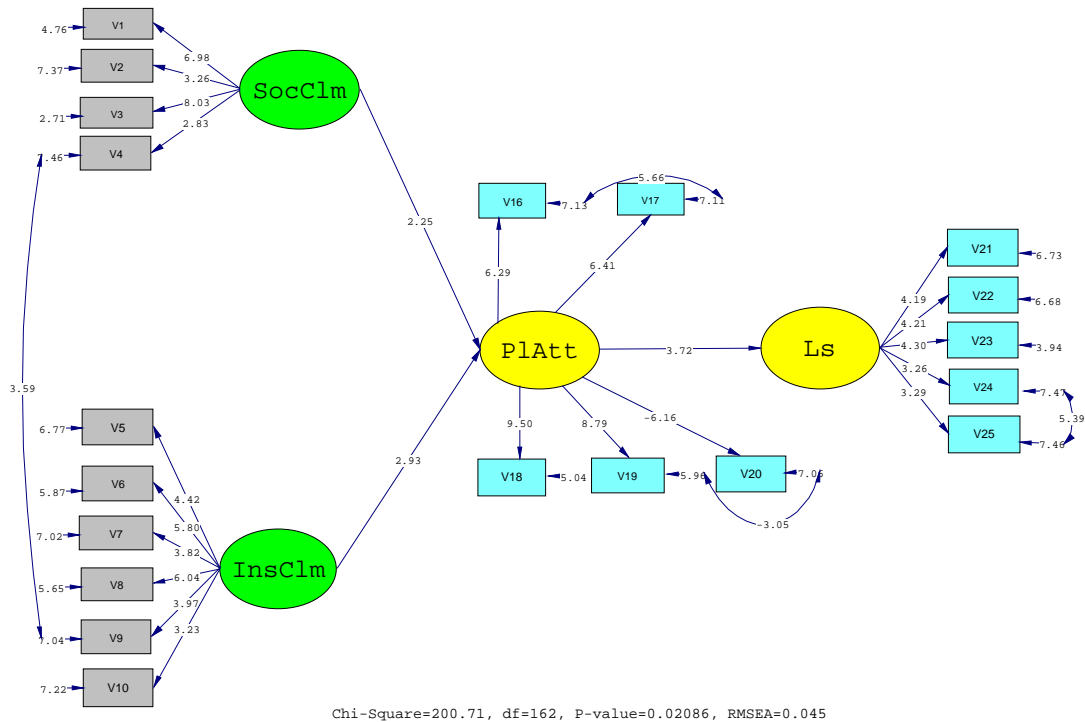 4.76 V1
6.98
7.37 V2
3.26
SocClm
8.03
2.71 V3
2.83
7.46 V4
5.66
V16 7.13 V17 7.11
2.25
6.29
6.41
V21 6.73
4.19
V22 6.68
4.21
V23 3.94
4.30
PlAtt 3.72 Ls
3.26
V24 7.47
3.29
5.39
V25 7.46
3.59
-6.16
9.50 8.79
V18 5.04 V19 5.96 V20
-3.05
2.93
6.77 V5
4.42
5.87 V6
5.80
7.02 V7
3.82
InsClm
6.04
5.65 V8
3.97
3.23
7.04 V9
7.22 V10
Chi-Square=200.71, df=162, P-value=0.02086, RMSEA=0.045